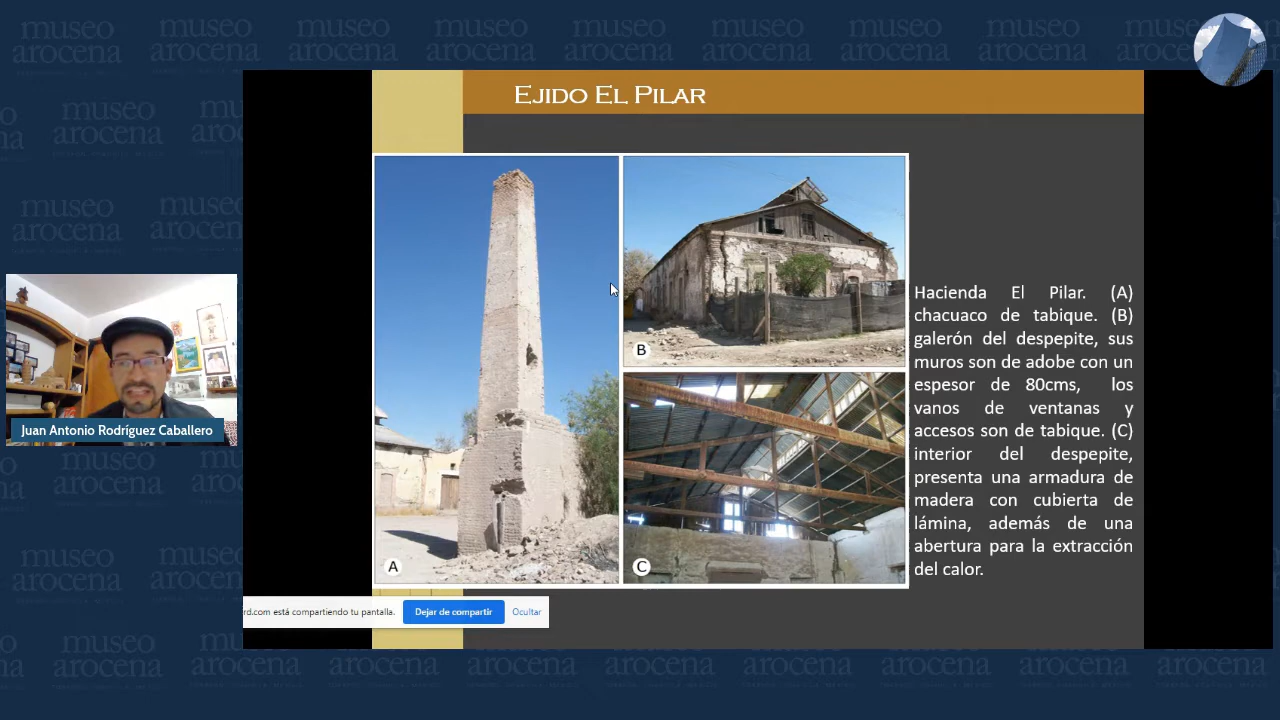 museo arocena
EJIDO EL PILAR
Hacienda El Pilar. (A)
chacuaco de tabique. (B)
galerón del despepite, sus
muros son de adobe con un
espesor de 80cms, los
vanos de ventanas y
accesos son de tabique. (C)
interior del despepite,
presenta una armadura de
madera con cubierta de
lámina, además de una
abertura para la extracción
del calor.
A
B
C
Juan Antonio Rodríguez Caballero
rd.com está compartiendo tu pantalla.
Dejar de compartir
Ocultar